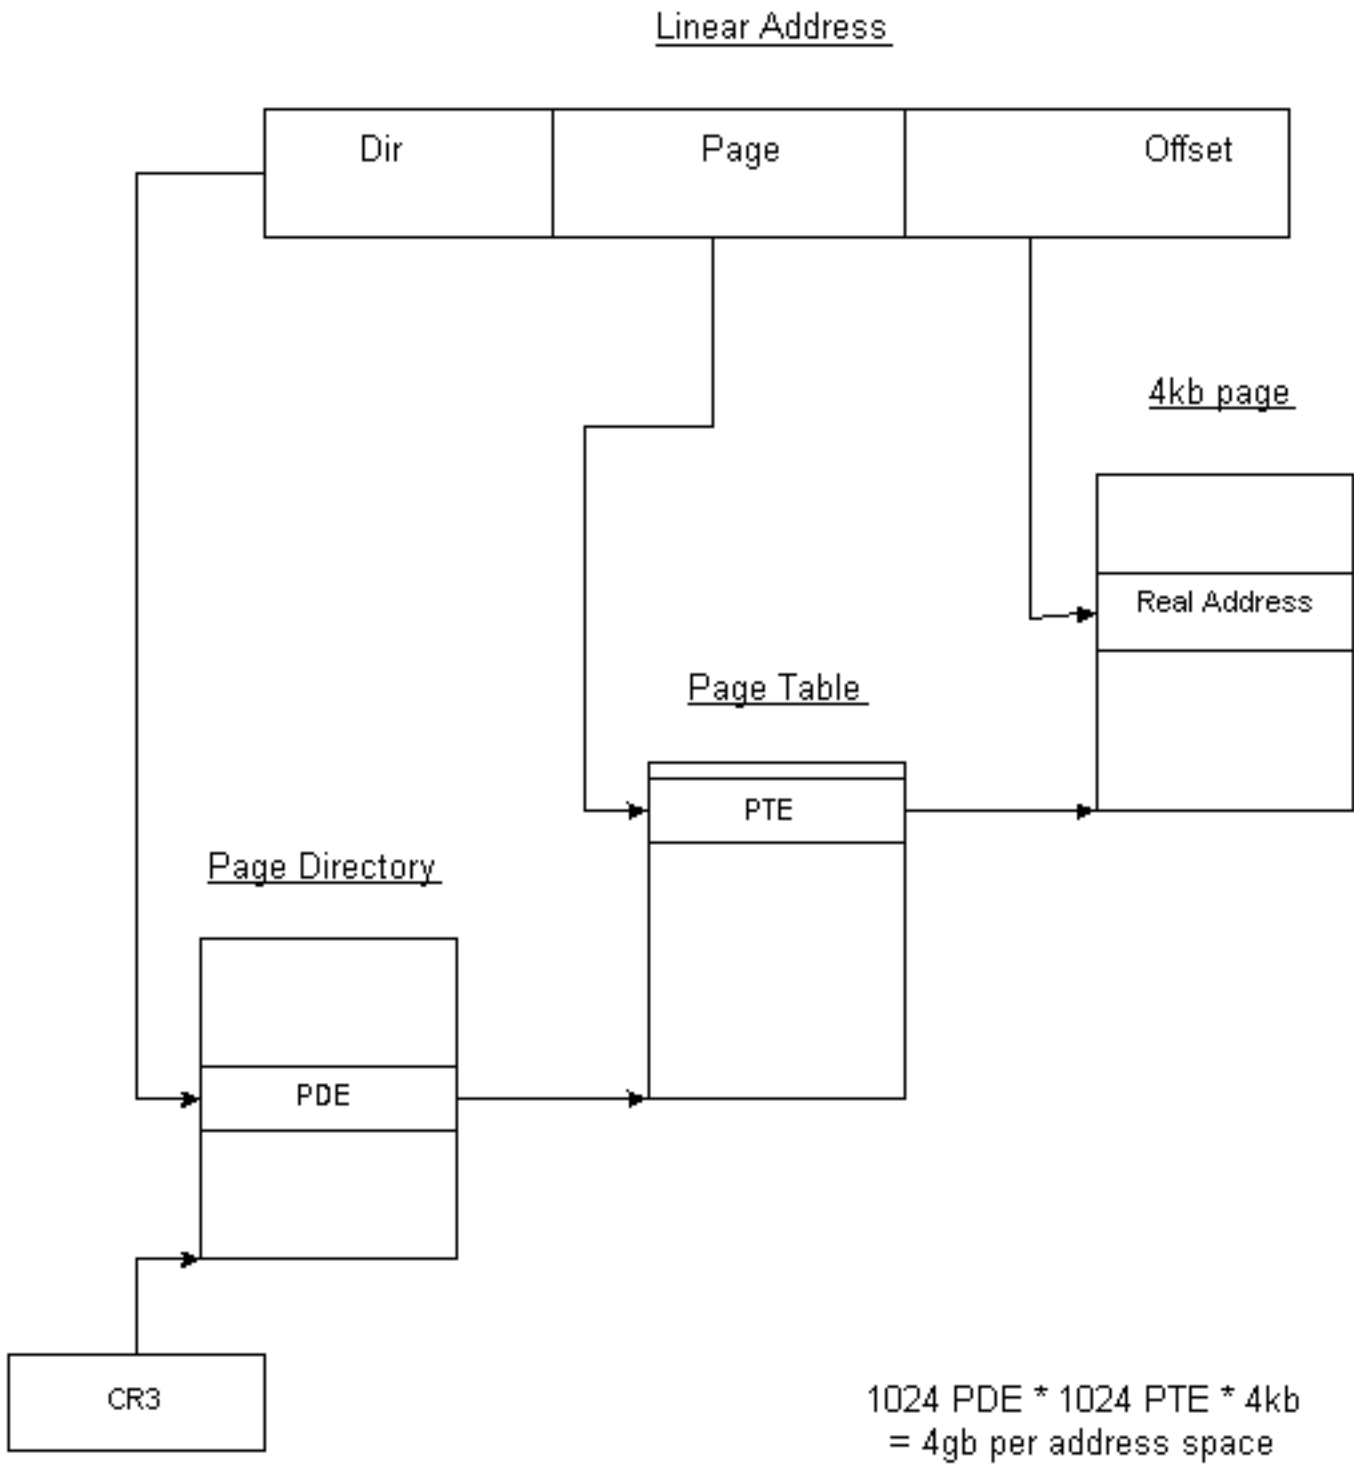 Linear Address
Dir Page Offset
4kb page
Real Address
Page Table
PTE
Page Directory
PDE
CR3
1024 PDE * 1024 PTE * 4kb
= 4gb per address space